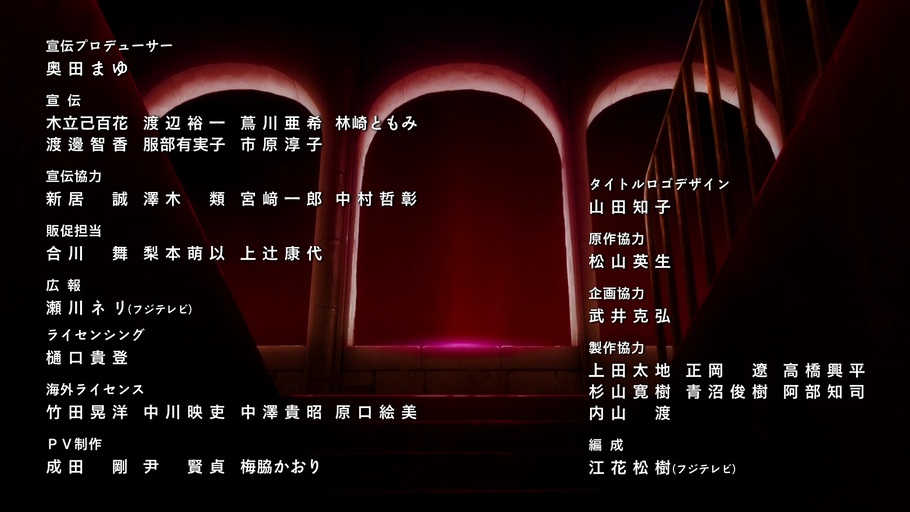 宣伝プロデューサー
奥田まゆ
宣伝
木立己百花 渡辺裕一 蔦川亜希 林崎ともみ
渡邊智香 服部有実子 市原淳子
宣伝協力
新居 誠 澤木 類 宮﨑一郎 中村哲彰
販促担当
合川 舞 梨本萌以 上辻康代
広報
瀬川ネリ(フジテレビ)
ライセンシング
樋口貴登
海外ライセンス
竹田晃洋 中川映吏 中澤貴昭 原口絵美
PV制作
成田 剛 尹 賢貞 梅脇かおり
タイトルロゴデザイン
山田知子
原作協力
松山英生
企画協力
武井克弘
製作協力
上田太地 正岡 遼 高橋興平
杉山寛樹 青沼俊樹 阿部知司
内山 渡
編成
江花松樹(フジテレビ)